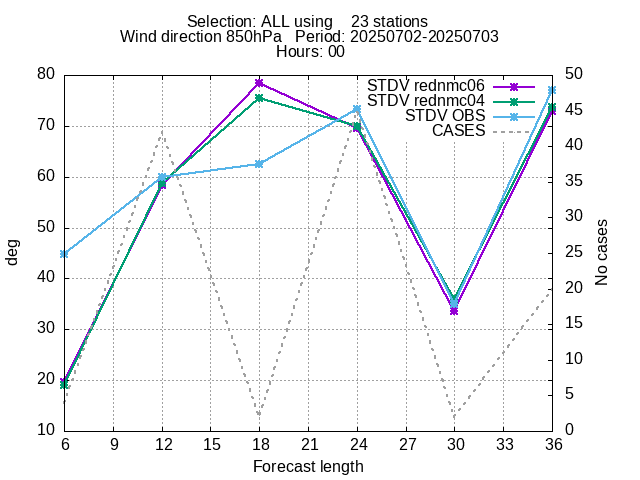 Selection: ALL using    23 stations
Wind direction 850hPa   Period: 20250702-20250703
Hours: 00
STDV rednmc06
STDV rednmc04
STDV OBS
CASES
80
70
60
50
40
30
20
10
50
45
40
35
30
25
20
15
10
5
0
deg
No cases
6 9 12 15 18 21 24 27 30 33 36
Forecast length